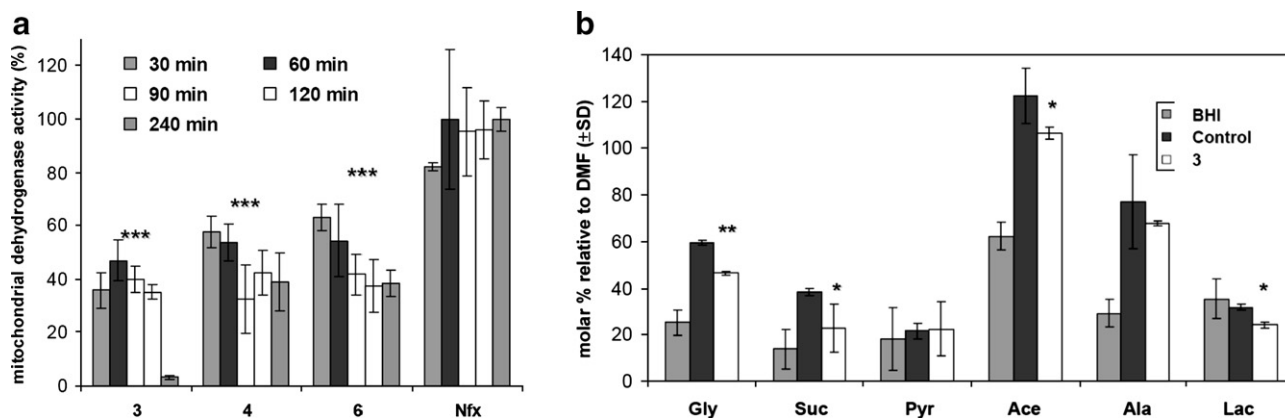 a
mitochondrial dehydrogenase activity (%)
120
100
80
60
40
20
0
30 min
60 min
90 min
120 min
240 min
***
***
***
3
4
6
Nfx
b
molar % relative to DMF (±SD)
140
120
100
80
60
40
20
0
BHI
Control
3
**
*
*
*
Gly
Suc
Pyr
Ace
Ala
Lac